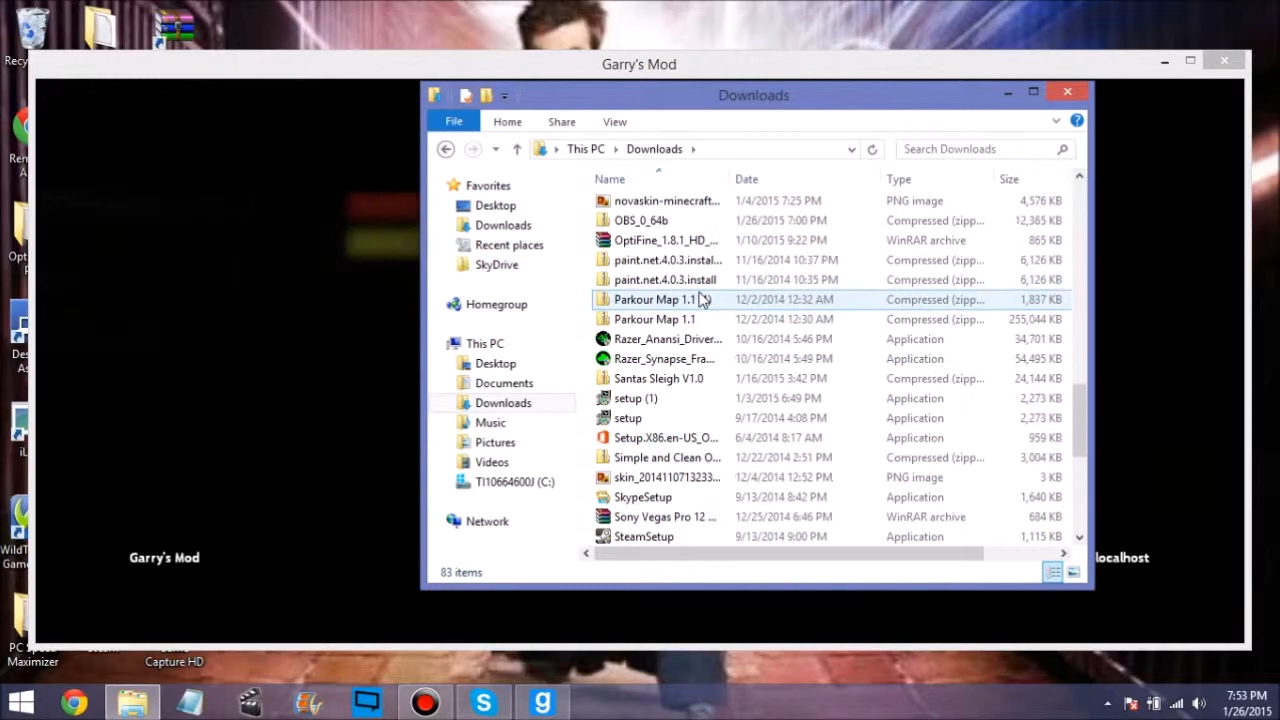 Garry's Mod
Downloads
File Home Share View
This PC Downloads Search Downloads
Name Date Type Size
Favorites
Desktop
Downloads
Recent places
SkyDrive
Homegroup
This PC
Desktop
Documents
Downloads
Music
Pictures
Videos
TI10664600J (C:)
Network
novaskin-minecraft... 1/4/2015 7:25 PM PNG image 4,576 KB
OBS_0_64b 1/26/2015 7:00 PM Compressed (zipp... 12,365 KB
OptiFine_1.8.1_HD_... 1/10/2015 9:22 PM WinRAR archive 865 KB
paint.net.4.0.3.instal... 11/16/2014 10:37 PM Compressed (zipp... 6,126 KB
paint.net.4.0.3.install 11/16/2014 10:35 PM Compressed (zipp... 6,126 KB
Parkour Map 1.1 12/2/2014 12:32 AM Compressed (zipp... 1,837 KB
Parkour Map 1.1 12/2/2014 12:30 AM Compressed (zipp... 255,044 KB
Razer_Anansi_Driver... 10/16/2014 5:46 PM Application 34,701 KB
Razer_Synapse_Fra... 10/16/2014 5:49 PM Application 54,495 KB
Santas Sleigh V1.0 1/16/2015 3:42 PM Compressed (zipp... 24,144 KB
setup (1) 1/3/2015 6:49 PM Application 2,273 KB
setup 9/17/2014 4:08 PM Application 2,273 KB
Setup.X86.en-US_O... 6/4/2014 8:17 AM Application 959 KB
Simple and Clean O... 12/22/2014 2:51 PM Compressed (zipp... 3,004 KB
skin_2014110713233... 12/4/2014 12:52 PM PNG image 3 KB
SkypeSetup 9/13/2014 8:42 PM Application 1,640 KB
Sony Vegas Pro 12 ... 12/25/2014 6:46 PM WinRAR archive 684 KB
SteamSetup 9/13/2014 9:00 PM Application 1,115 KB
83 items
Garry's Mod
localhost
Recy
Ren
A
Opt
F
Des
As
iL
WildT
Game
PC Sp
Maximizer
Capture HD
7:53 PM
1/26/2015